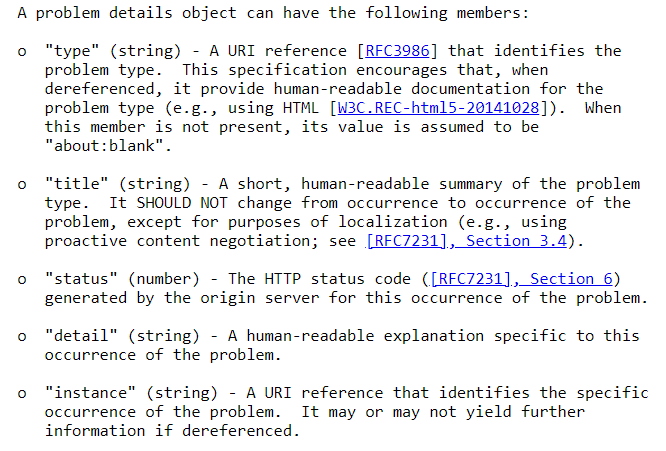 A problem details object can have the following members:
o "type" (string) - A URI reference [RFC3986] that identifies the
problem type. This specification encourages that, when
dereferenced, it provide human-readable documentation for the
problem type (e.g., using HTML [W3C.REC-html5-20141028]). When
this member is not present, its value is assumed to be
"about:blank".
o "title" (string) - A short, human-readable summary of the problem
type. It SHOULD NOT change from occurrence to occurrence of the
problem, except for purposes of localization (e.g., using
proactive content negotiation; see [RFC7231], Section 3.4).
o "status" (number) - The HTTP status code ([RFC7231], Section 6)
generated by the origin server for this occurrence of the problem.
o "detail" (string) - A human-readable explanation specific to this
occurrence of the problem.
o "instance" (string) - A URI reference that identifies the specific
occurrence of the problem. It may or may not yield further
information if dereferenced.